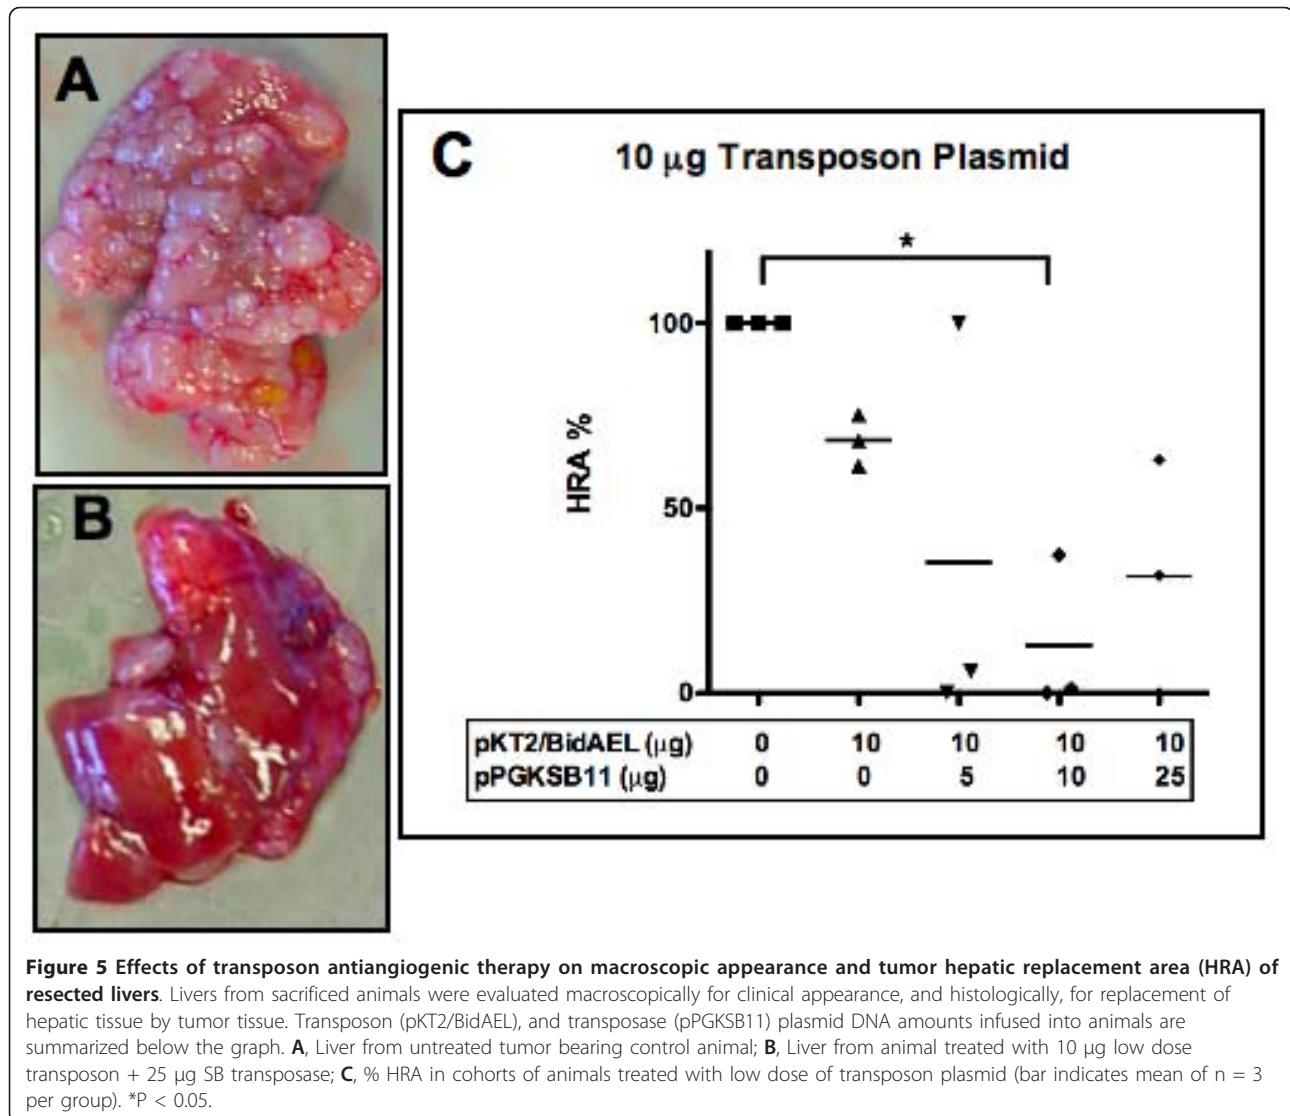 A
B
C
10 μg Transposon Plasmid
*
100
50
0
HRA %
pKT2/BidAEL (μg) 0 10 10 10 10
pPGKSB11 (μg) 0 0 5 10 25
Figure 5 Effects of transposon antiangiogenic therapy on macroscopic appearance and tumor hepatic replacement area (HRA) of
resected livers. Livers from sacrificed animals were evaluated macroscopically for clinical appearance, and histologically, for replacement of
hepatic tissue by tumor tissue. Transposon (pKT2/BidAEL), and transposase (pPGKSB11) plasmid DNA amounts infused into animals are
summarized below the graph. A, Liver from untreated tumor bearing control animal; B, Liver from animal treated with 10 μg low dose
transposon + 25 μg SB transposase; C, % HRA in cohorts of animals treated with low dose of transposon plasmid (bar indicates mean of n = 3
per group). *P < 0.05.